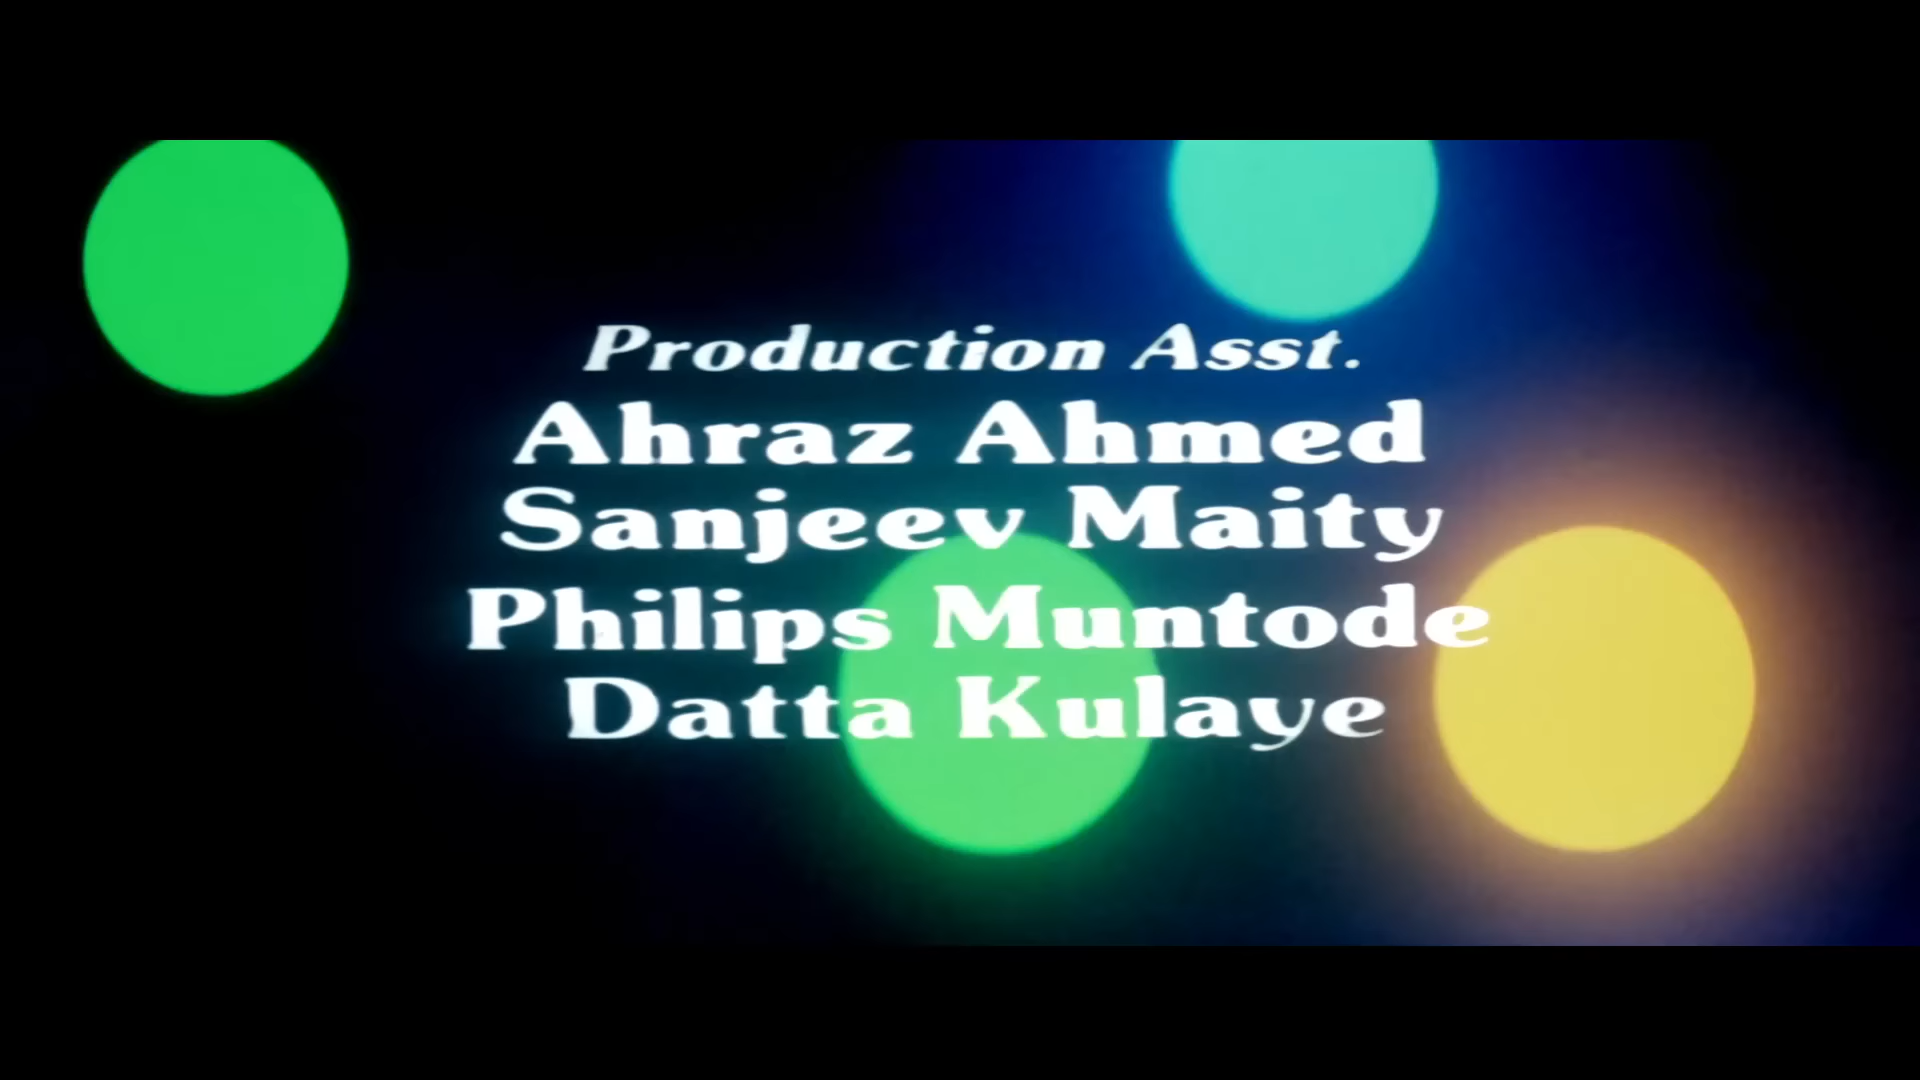 Production Asst.
Ahraz Ahmed
Sanjeev Maity
Philips Muntode
Datta Kulaye